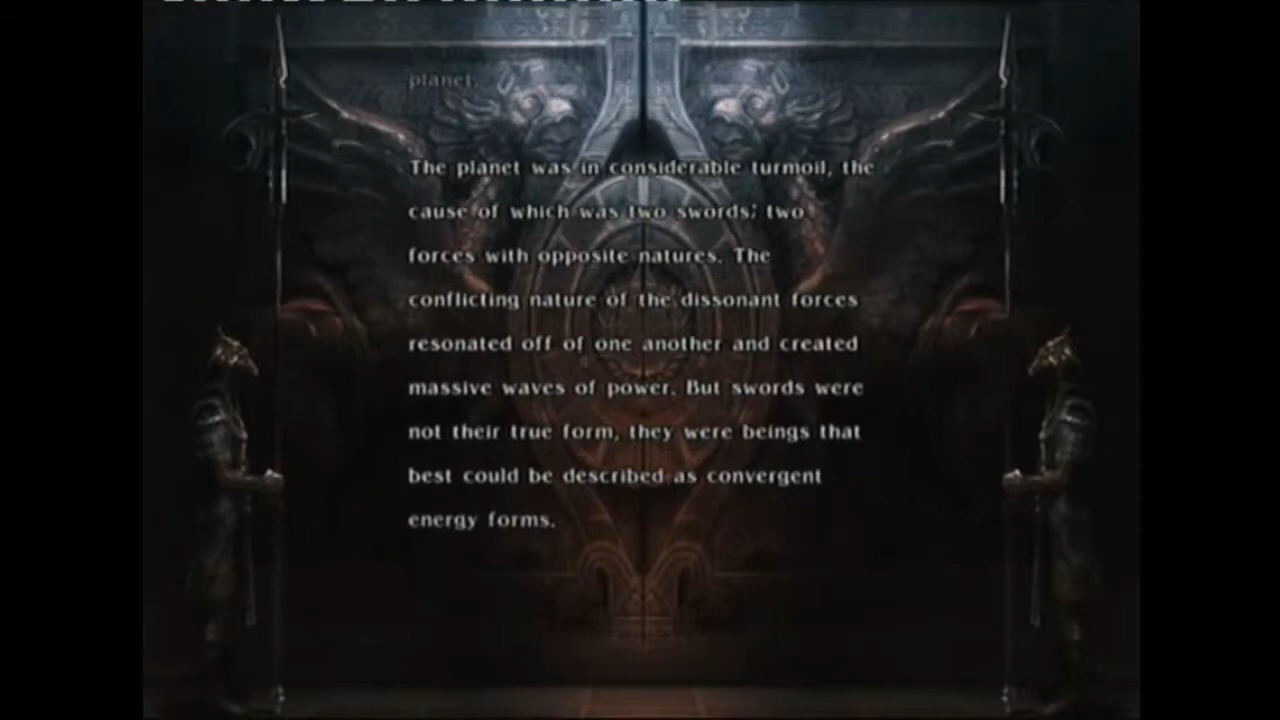 planet.
The planet was in considerable turmoil, the
cause of which was two swords; two
forces with opposite natures. The
conflicting nature of the dissonant forces
resonated off of one another and created
massive waves of power. But swords were
not their true form, they were beings that
best could be described as convergent
energy forms.